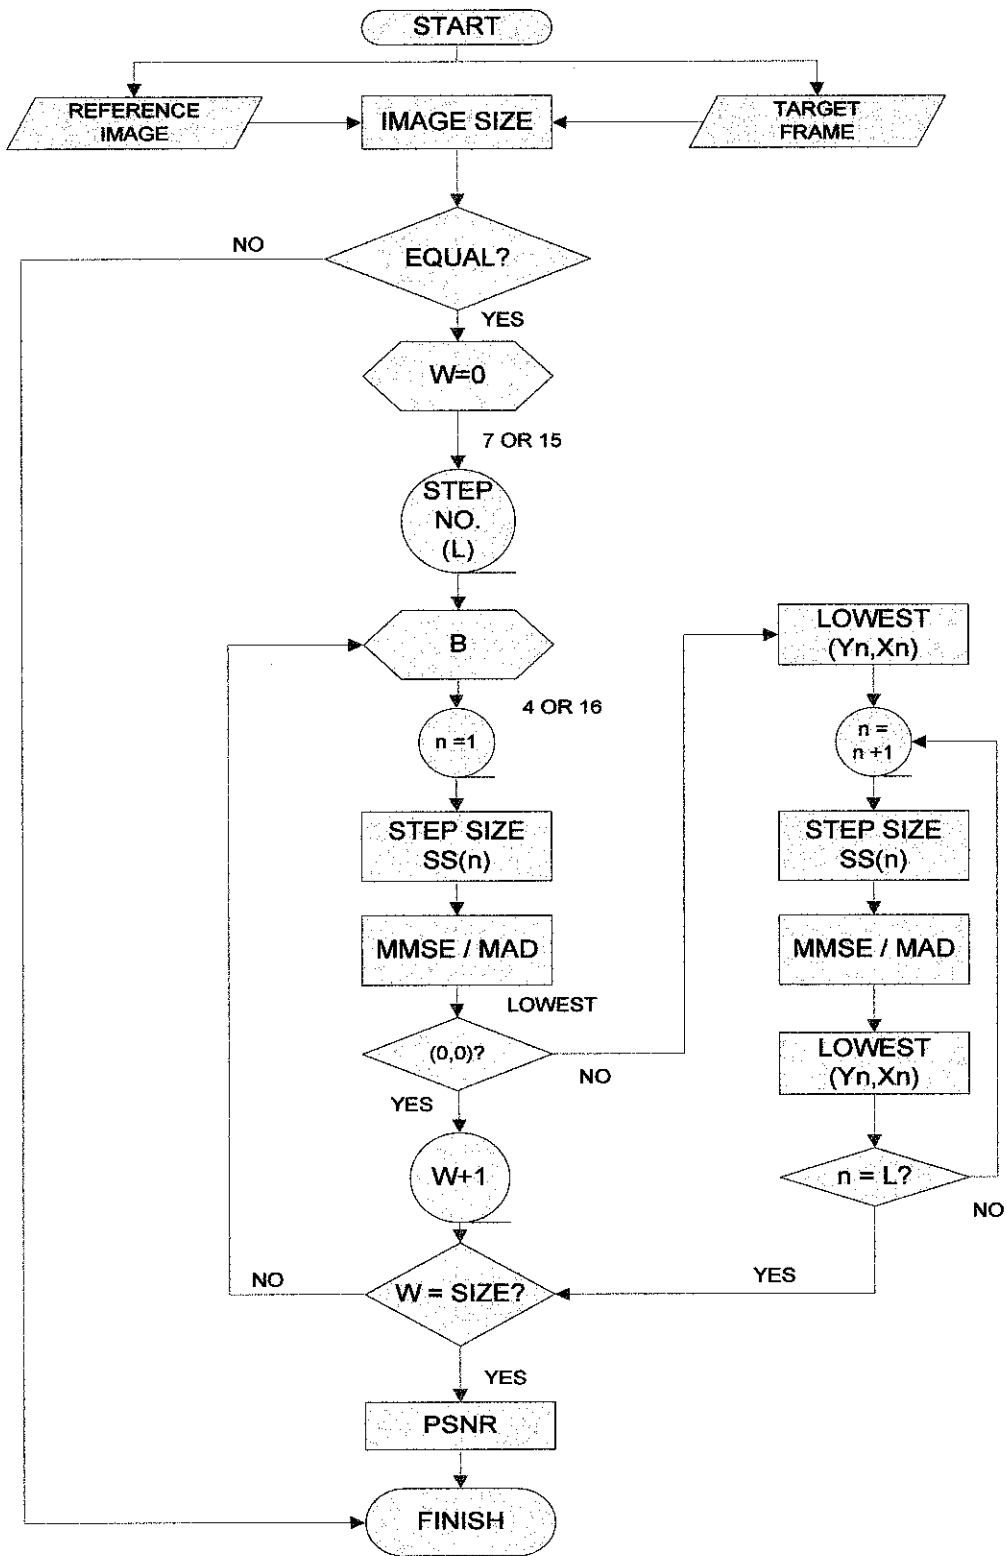 START
REFERENCE
IMAGE
IMAGE SIZE
TARGET
FRAME
NO
EQUAL?
YES
W=0
7 OR 15
STEP
NO.
(L)
B
4 OR 16
n =1
STEP SIZE
SS(n)
MMSE / MAD
LOWEST
(0,0)?
NO
YES
W+1
NO
W = SIZE?
YES
PSNR
FINISH
LOWEST
(Yn,Xn)
n =
n +1
STEP SIZE
SS(n)
MMSE / MAD
LOWEST
(Yn,Xn)
n = L?
NO
YES